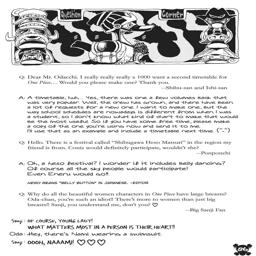 Q: Dear Mr. Odacchi. I really really really x 1000 want a second timetable for
One Piece.... Would you please make one? Thank you.
A: A timetable, huh... Yes, there was one a few volumes back that
was very popular. Well, the crew has grown, and there have been
a lot of requests for a new one. I want to make one, but the
way school schedules are nowadays is different from when I was
a student, so I don't know what kind of chart to make that would
be the most useful. So if you have some free time, please make
a copy of the one you're using now and send it to me.
I'll use that as an example and include a timetable next time. (^_^)
Q: Hello. There is a festival called "Shibugawa Heso Matsuri" in the region my
friend is from. Conis would definitely participate, wouldn't she?
A: Oh, a heso festival? I wonder if it includes belly dancing?
Of course all the sky people would participate!
Even Eneru would go!
HESO MEANS "BELLY BUTTON" IN JAPANESE. -EDITOR
Q: Why do all the beautiful women characters in One Piece have large breasts?
Oda-chan, you're such an idiot! There's more to women than just big
breasts! Sanji, you understand me, don't you? ♡
--Big Sanji Fan
Sanji: OF COURSE, YOUNG LADY!
WHAT MATTERS MOST IN A PERSON IS THEIR HEART!!
Oda: Hey, there's Nami wearing a swimsuit.
Sanji: OOOH, NAAAMI! ♡ ♡ ♡